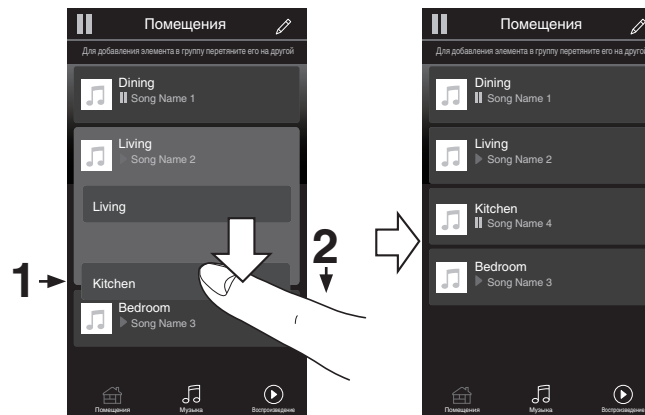 Помещения
Для добавления элемента в группу перетяните его на другой
Dining
Song Name 1
Living
Song Name 2
Living
Kitchen
Bedroom
Song Name 3
Помещения
Музыка
Воспроизведение
1
2
Помещения
Для добавления элемента в группу перетяните его на другой
Dining
Song Name 1
Living
Song Name 2
Kitchen
Song Name 4
Bedroom
Song Name 3
Помещения
Музыка
Воспроизведение